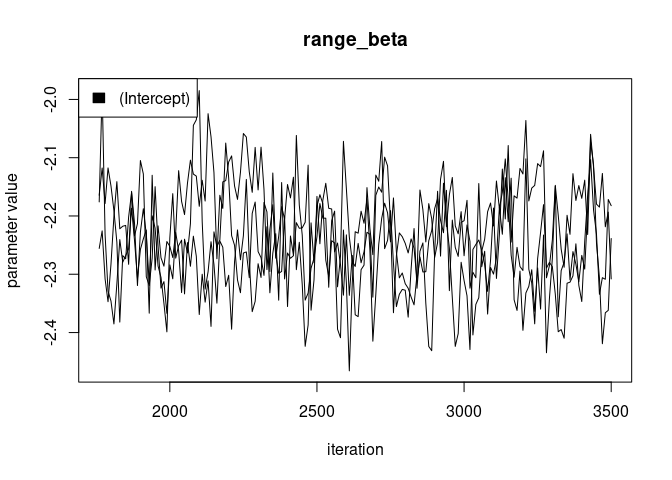 range_beta
(Intercept)
-2.0
-2.1
-2.2
-2.3
-2.4
parameter value
2000 2500 3000 3500
iteration